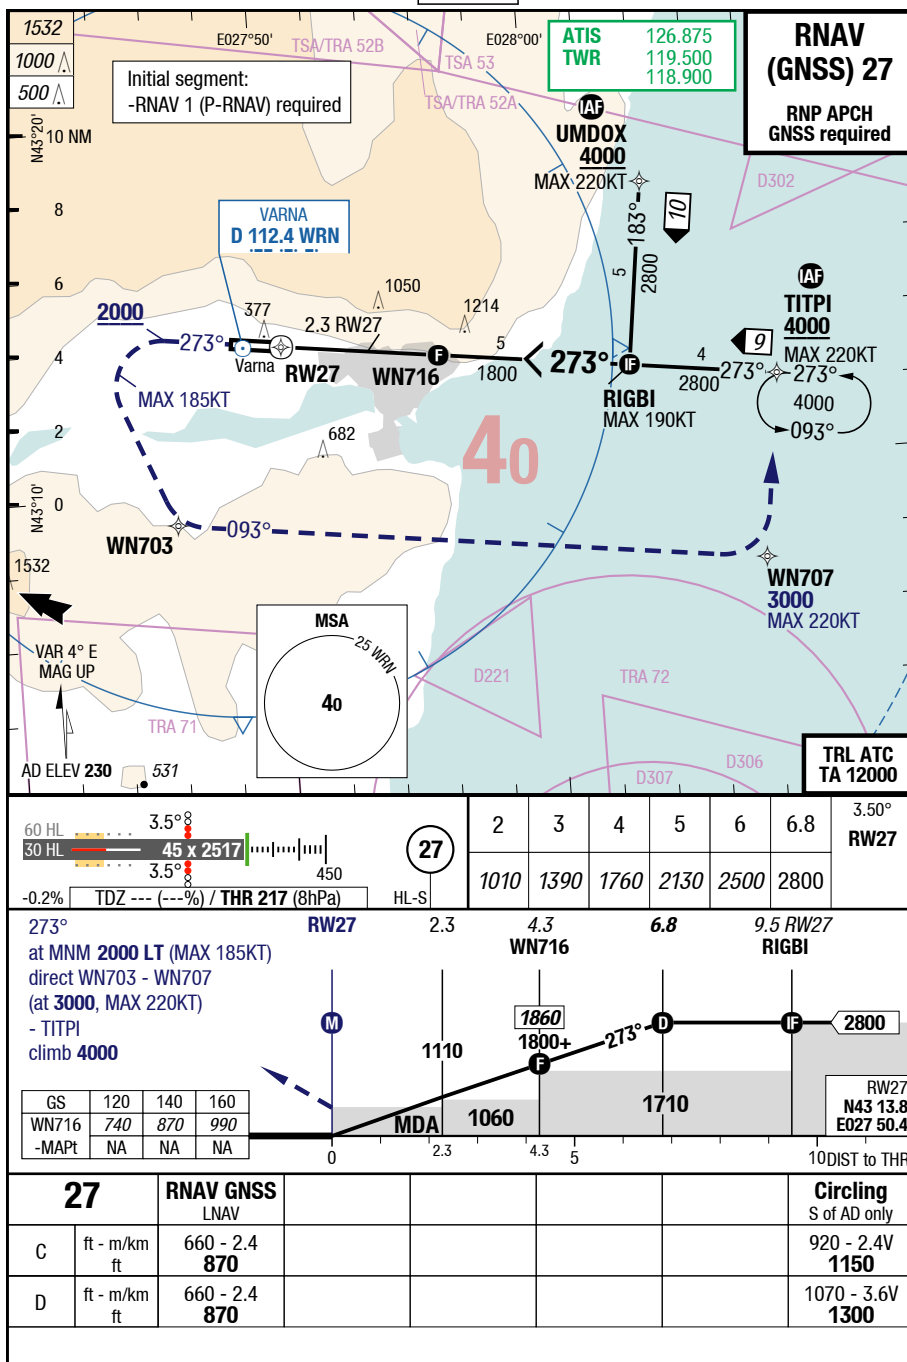 1532
1000
500
E027°50'
E028°00'
TSA/TRA 52B
TSA 53
TSA/TRA 52A
Initial segment:
-RNAV 1 (P-RNAV) required
ATIS 126.875
TWR 119.500
118.900
RNAV
(GNSS) 27
RNP APCH
GNSS required
IAF
UMDOX
4000
MAX 220KT
D302
N43°20'
10 NM
8
6
4
2
0
N43°10'
VARNA
D 112.4 WRN
183°
10
5
2800
IAF
TITPI
4000
MAX 220KT
1050
377
1214
2000
273°
2.3 RW27
Varna
RW27
F
WN716
5
1800
273°
IF
RIGBI
MAX 190KT
4
2800
9
273°
273°
4000
093°
MAX 185KT
682
40
WN703
093°
WN707
3000
MAX 220KT
1532
VAR 4° E
MAG UP
MSA
25 WRN
40
D221
TRA 72
TRA 71
D307
D306
AD ELEV 230
531
TRL ATC
TA 12000
60 HL
30 HL
3.5°
45 x 2517
3.5°
450
-0.2%
TDZ --- (---%) / THR 217 (8hPa)
27
HL-S
2 3 4 5 6 6.8 3.50°
RW27
1010 1390 1760 2130 2500 2800
273°
at MNM 2000 LT (MAX 185KT)
direct WN703 - WN707
(at 3000, MAX 220KT)
- TITPI
climb 4000
RW27 2.3 4.3 6.8 9.5 RW27
WN716 RIGBI
M
1110
1860
1800+
F
273°
D
IF
2800
MDA
1060
1710
RW27
N43 13.8
E027 50.4
GS 120 140 160
WN716 740 870 990
-MAPt NA NA NA
0 2.3 4.3 5 10 DIST to THR
27
RNAV GNSS
LNAV
Circling
S of AD only
C
ft - m/km
ft
660 - 2.4
870
920 - 2.4V
1150
D
ft - m/km
ft
660 - 2.4
870
1070 - 3.6V
1300